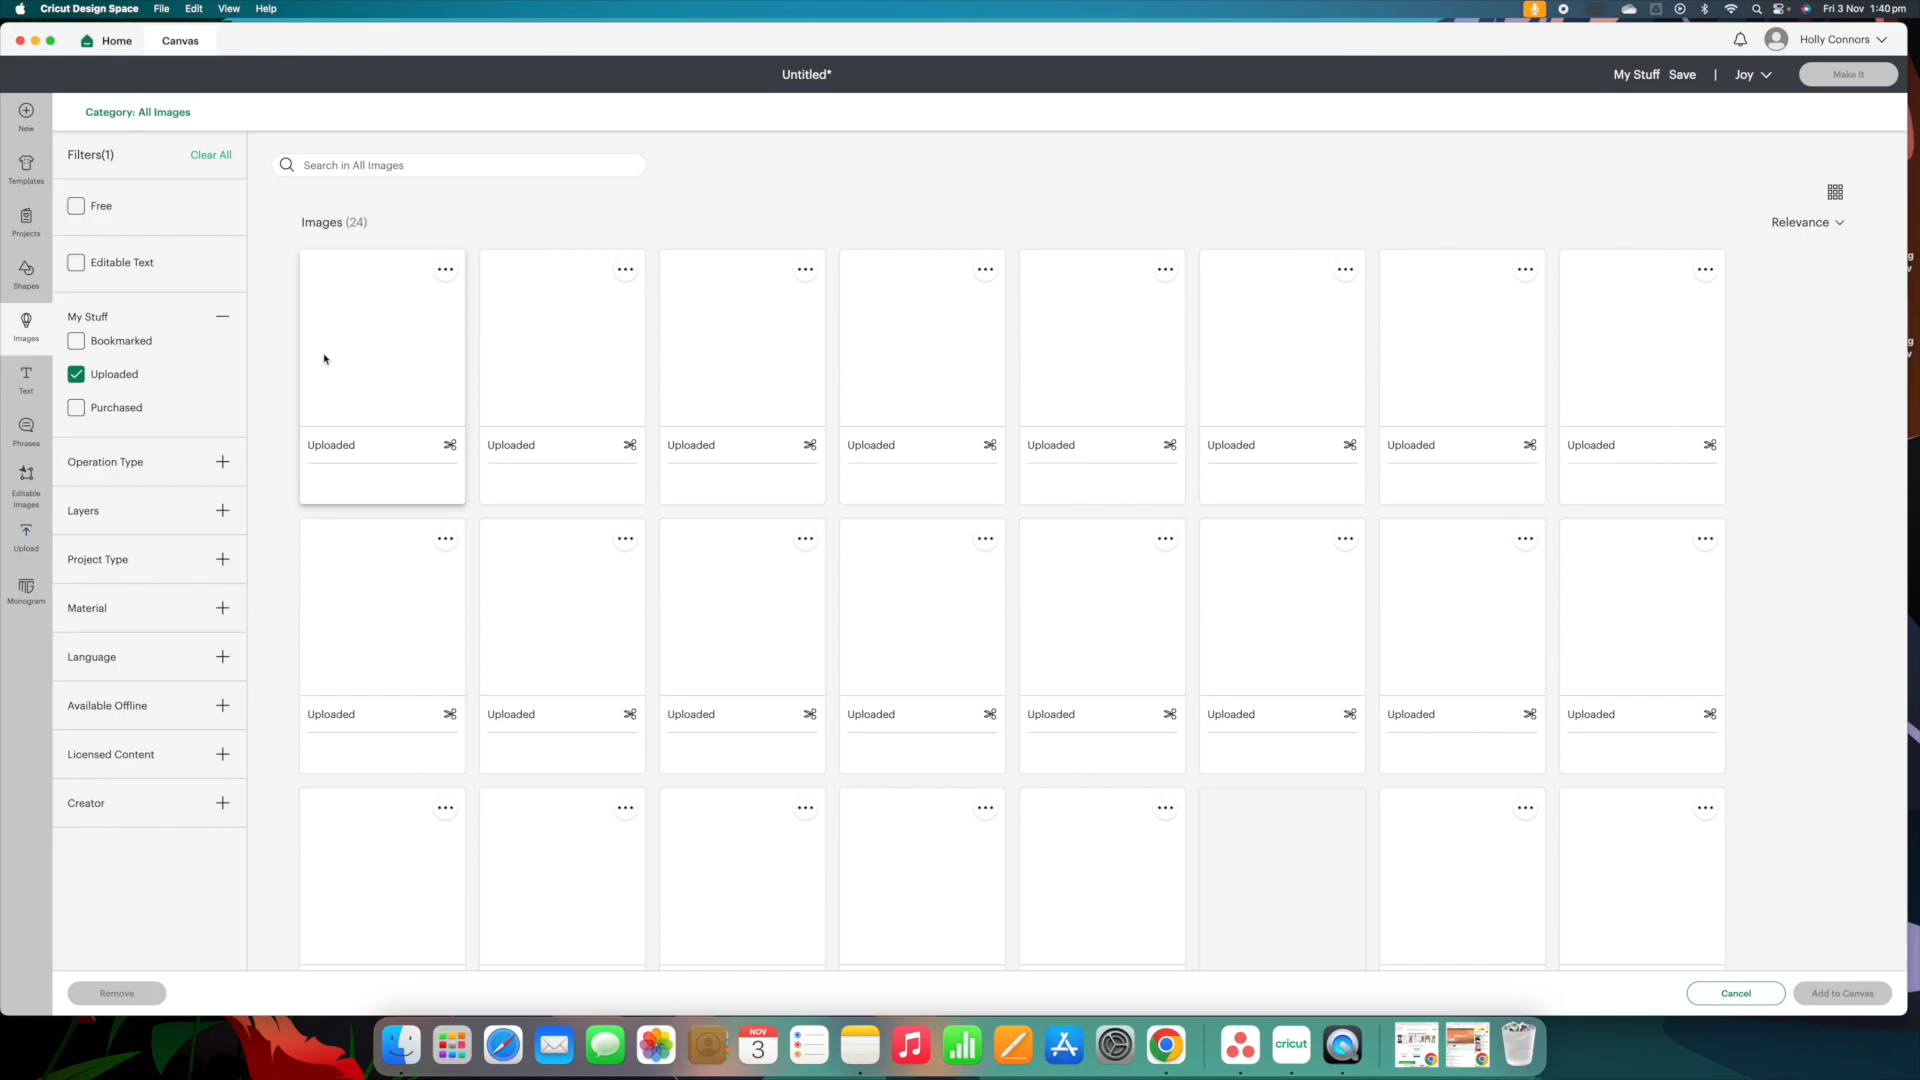 Cricut Design Space File Edit View Help Fri 3 Nov 1:40 pm
Home Canvas Holly Connors
Untitled* My Stuff Save | Joy Make It
Category: All Images
New
Templates
Projects
Shapes
Images
Text
Phrases
Editable
Images
Upload
Monogram
Filters(1) Clear All
Free
Editable Text
My Stuff
Bookmarked
Uploaded
Purchased
Operation Type
Layers
Project Type
Material
Language
Available Offline
Licensed Content
Creator
Search in All Images
Images (24) Relevance
Uploaded Uploaded Uploaded Uploaded Uploaded Uploaded Uploaded Uploaded
Uploaded Uploaded Uploaded Uploaded Uploaded Uploaded Uploaded Uploaded
Remove Cancel Add to Canvas
NOV
3
cricut